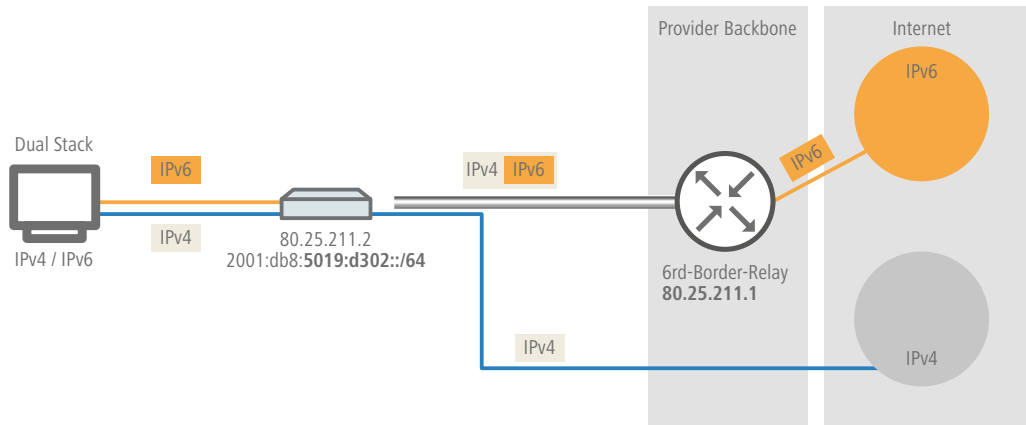 Provider Backbone
Internet
IPv6
Dual Stack
IPv6
IPv4 IPv6
IPv6
IPv4
IPv4 / IPv6
80.25.211.2
2001:db8:5019:d302::/64
6rd-Border-Relay
80.25.211.1
IPv4
IPv4